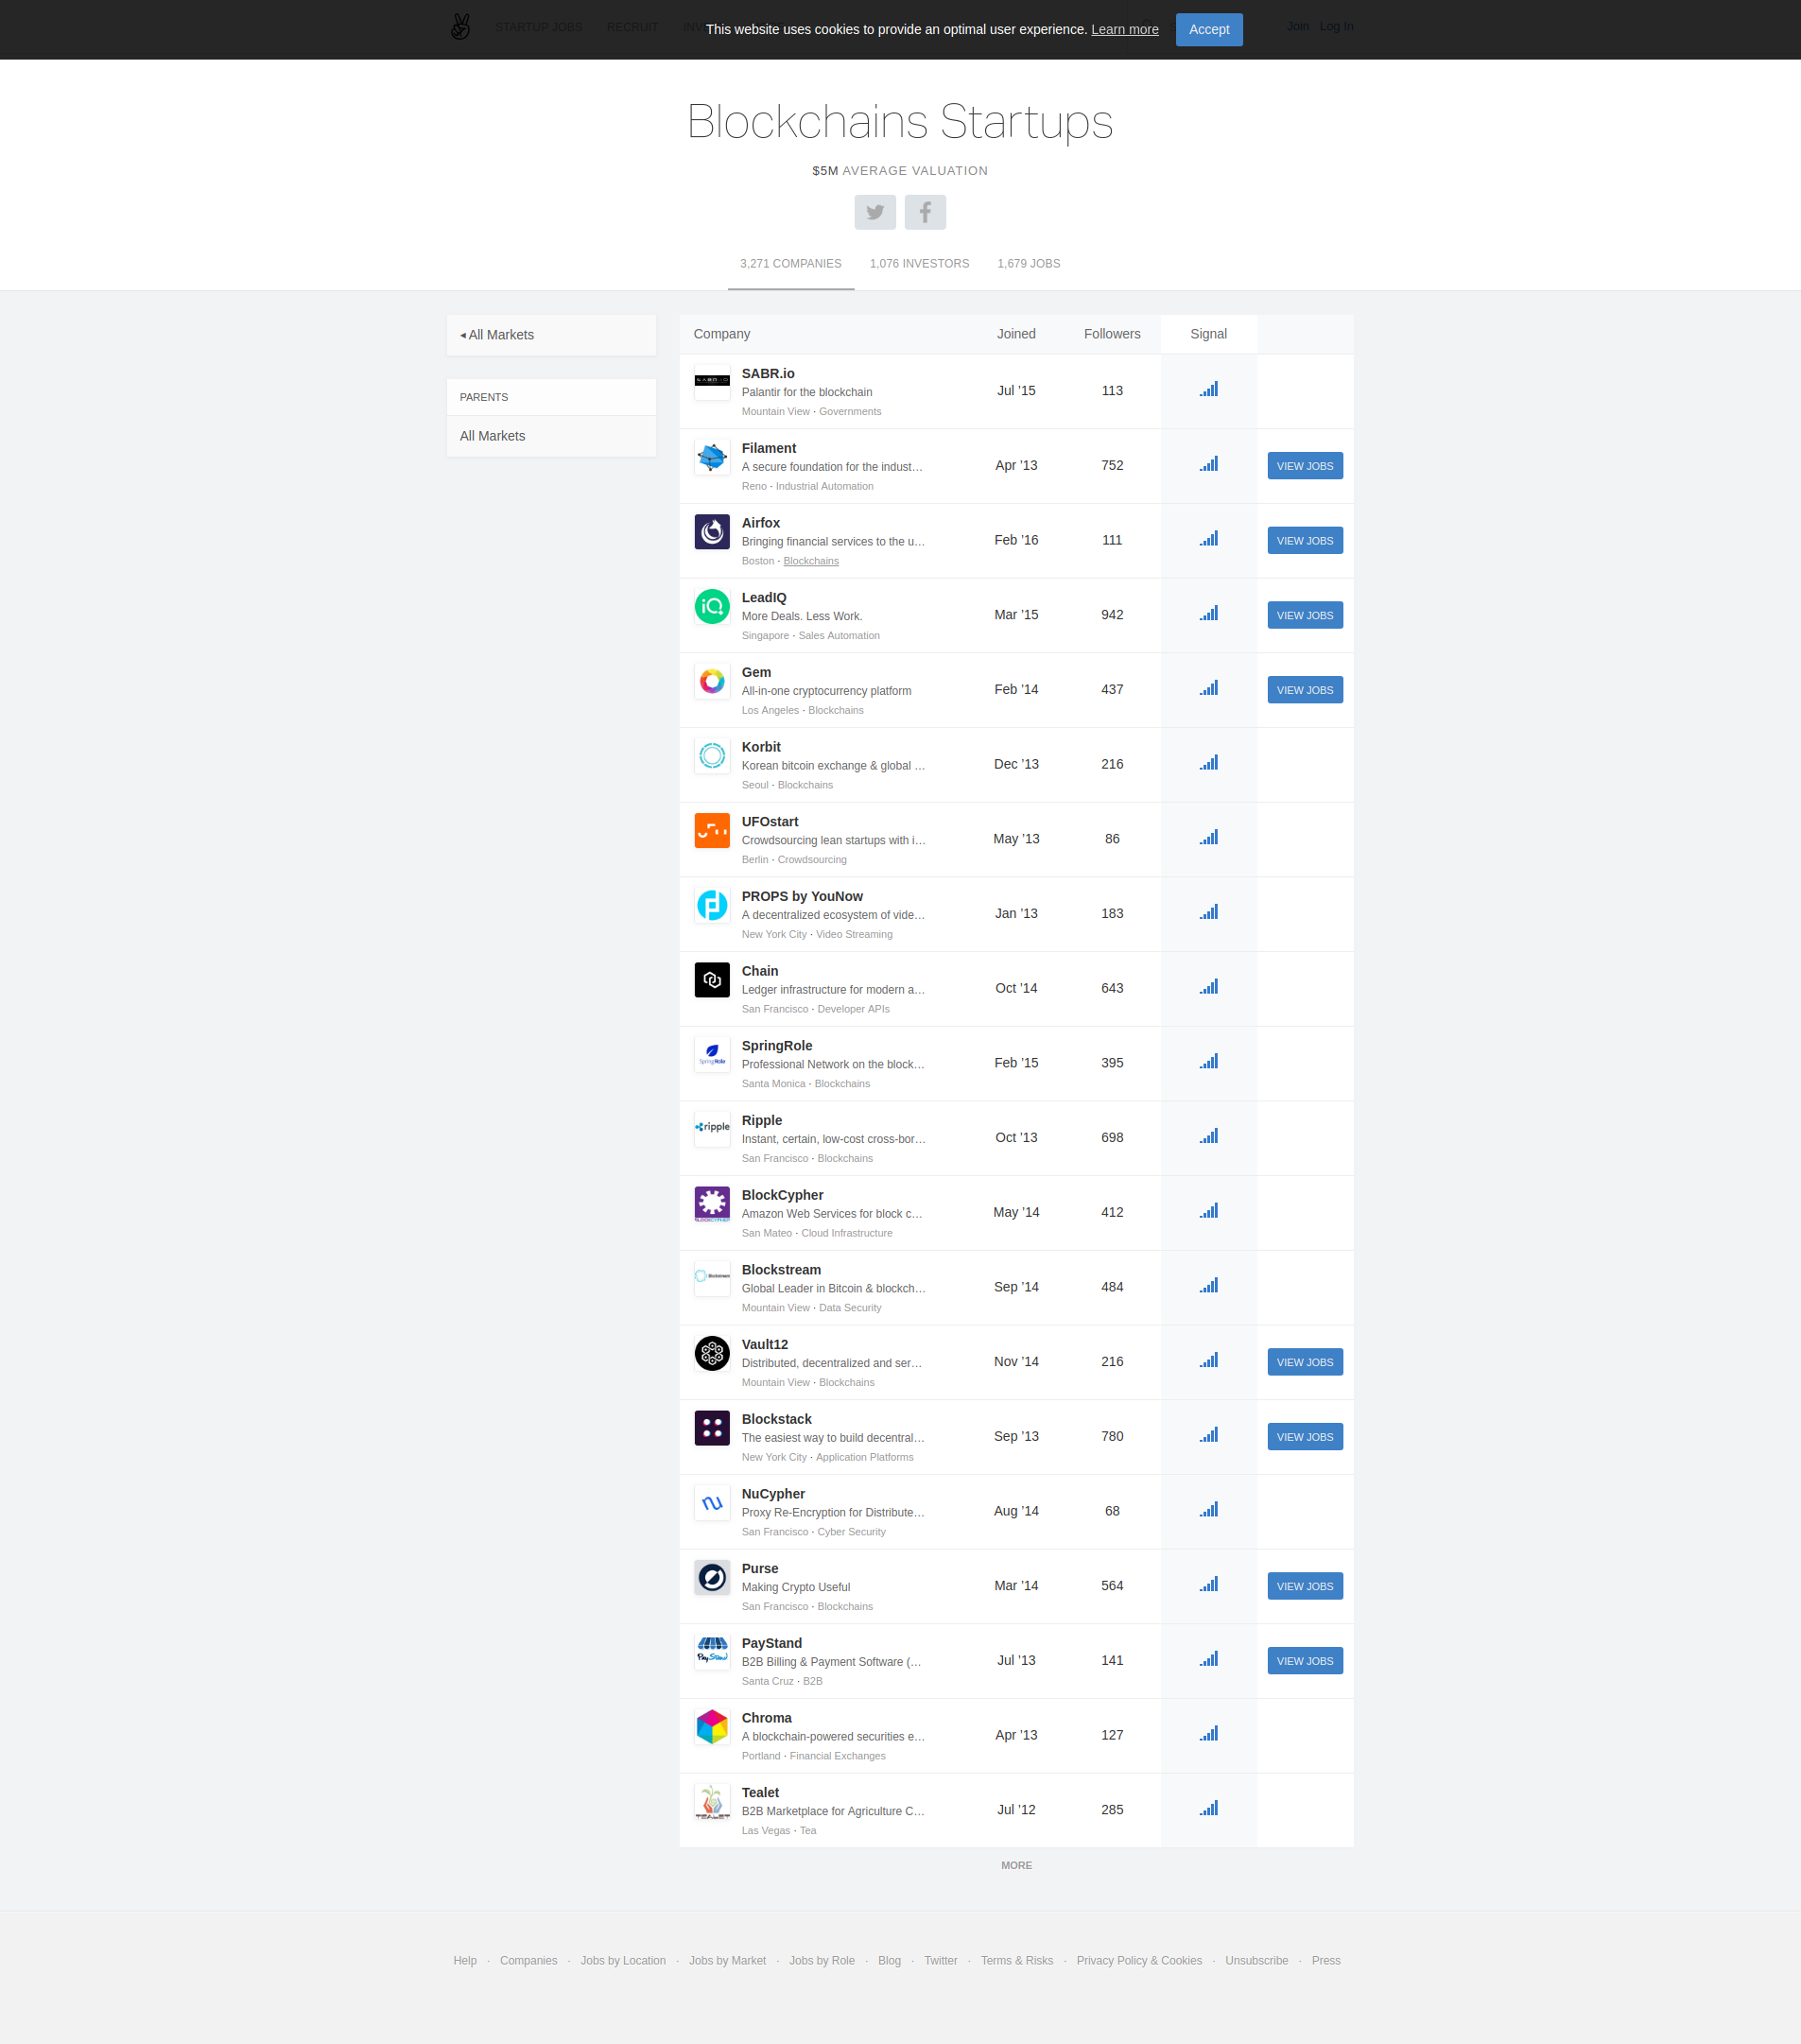 STARTUP JOBS RECRUIT
This website uses cookies to provide an optimal user experience. Learn more Accept
Join Log In
Blockchains Startups
$5M AVERAGE VALUATION
3,271 COMPANIES 1,076 INVESTORS 1,679 JOBS
◂ All Markets
PARENTS
All Markets
Company Joined Followers Signal
SABR.io
Palantir for the blockchain
Mountain View · Governments
Jul ’15 113
Filament
A secure foundation for the indust…
Reno · Industrial Automation
Apr ’13 752 VIEW JOBS
Airfox
Bringing financial services to the u…
Boston · Blockchains
Feb ’16 111 VIEW JOBS
LeadIQ
More Deals. Less Work.
Singapore · Sales Automation
Mar ’15 942 VIEW JOBS
Gem
All-in-one cryptocurrency platform
Los Angeles · Blockchains
Feb ’14 437 VIEW JOBS
Korbit
Korean bitcoin exchange & global …
Seoul · Blockchains
Dec ’13 216
UFOstart
Crowdsourcing lean startups with i…
Berlin · Crowdsourcing
May ’13 86
PROPS by YouNow
A decentralized ecosystem of vide…
New York City · Video Streaming
Jan ’13 183
Chain
Ledger infrastructure for modern a…
San Francisco · Developer APIs
Oct ’14 643
SpringRole
Professional Network on the block…
Santa Monica · Blockchains
Feb ’15 395
ripple
Ripple
Instant, certain, low-cost cross-bor…
San Francisco · Blockchains
Oct ’13 698
BlockCypher
Amazon Web Services for block c…
San Mateo · Cloud Infrastructure
May ’14 412
Blockstream
Global Leader in Bitcoin & blockch…
Mountain View · Data Security
Sep ’14 484
Vault12
Distributed, decentralized and ser…
Mountain View · Blockchains
Nov ’14 216 VIEW JOBS
Blockstack
The easiest way to build decentral…
New York City · Application Platforms
Sep ’13 780 VIEW JOBS
NuCypher
Proxy Re-Encryption for Distribute…
San Francisco · Cyber Security
Aug ’14 68
Purse
Making Crypto Useful
San Francisco · Blockchains
Mar ’14 564 VIEW JOBS
PayStand
B2B Billing & Payment Software (…
Santa Cruz · B2B
Jul ’13 141 VIEW JOBS
Chroma
A blockchain-powered securities e…
Portland · Financial Exchanges
Apr ’13 127
Tealet
B2B Marketplace for Agriculture C…
Las Vegas · Tea
Jul ’12 285
MORE
Help · Companies · Jobs by Location · Jobs by Market · Jobs by Role · Blog · Twitter · Terms & Risks · Privacy Policy & Cookies · Unsubscribe · Press